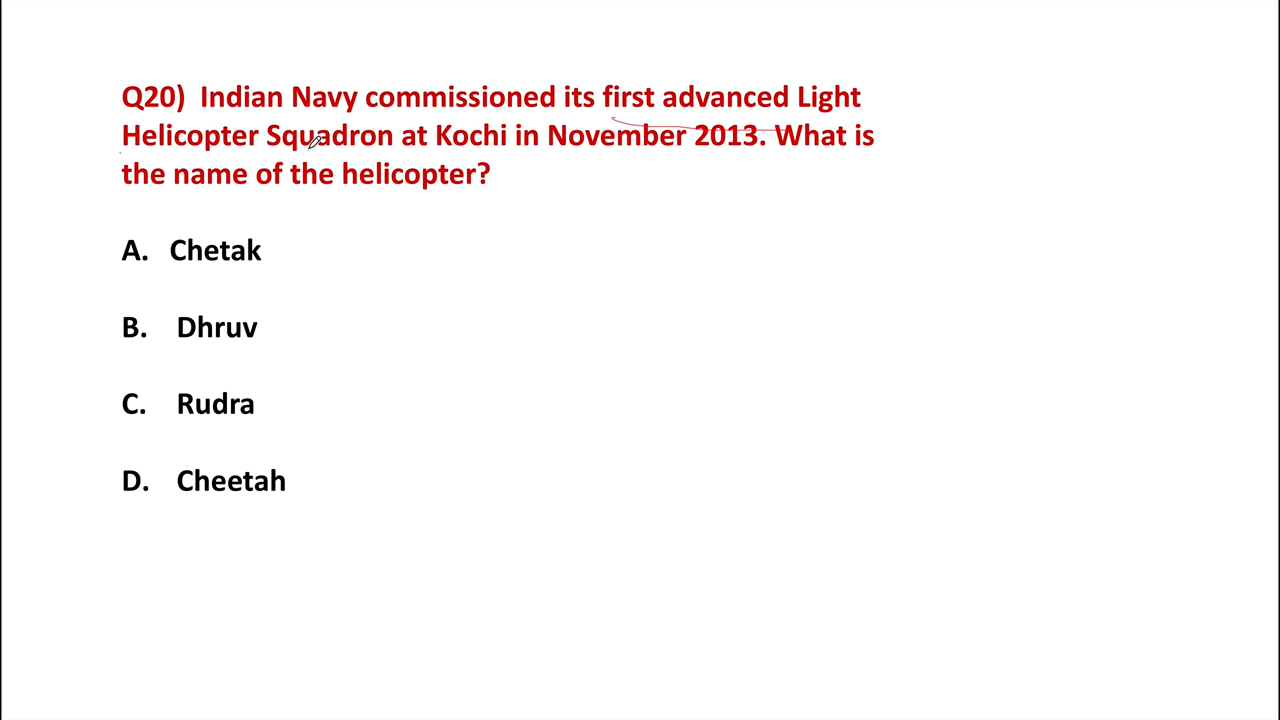 Q20) Indian Navy commissioned its first advanced Light
Helicopter Squadron at Kochi in November 2013. What is
the name of the helicopter?
A. Chetak
B. Dhruv
C. Rudra
D. Cheetah